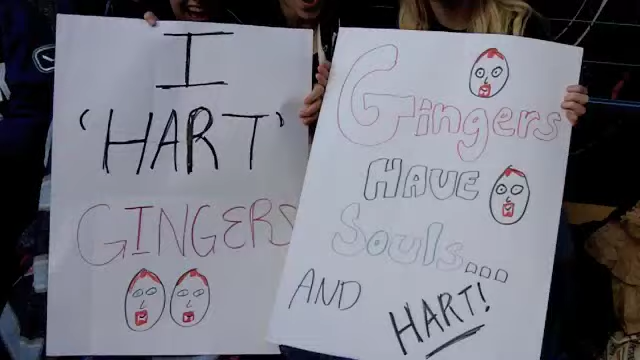 I
'HART'
GINGERS
Gingers
HAVE
Souls...
AND HART!